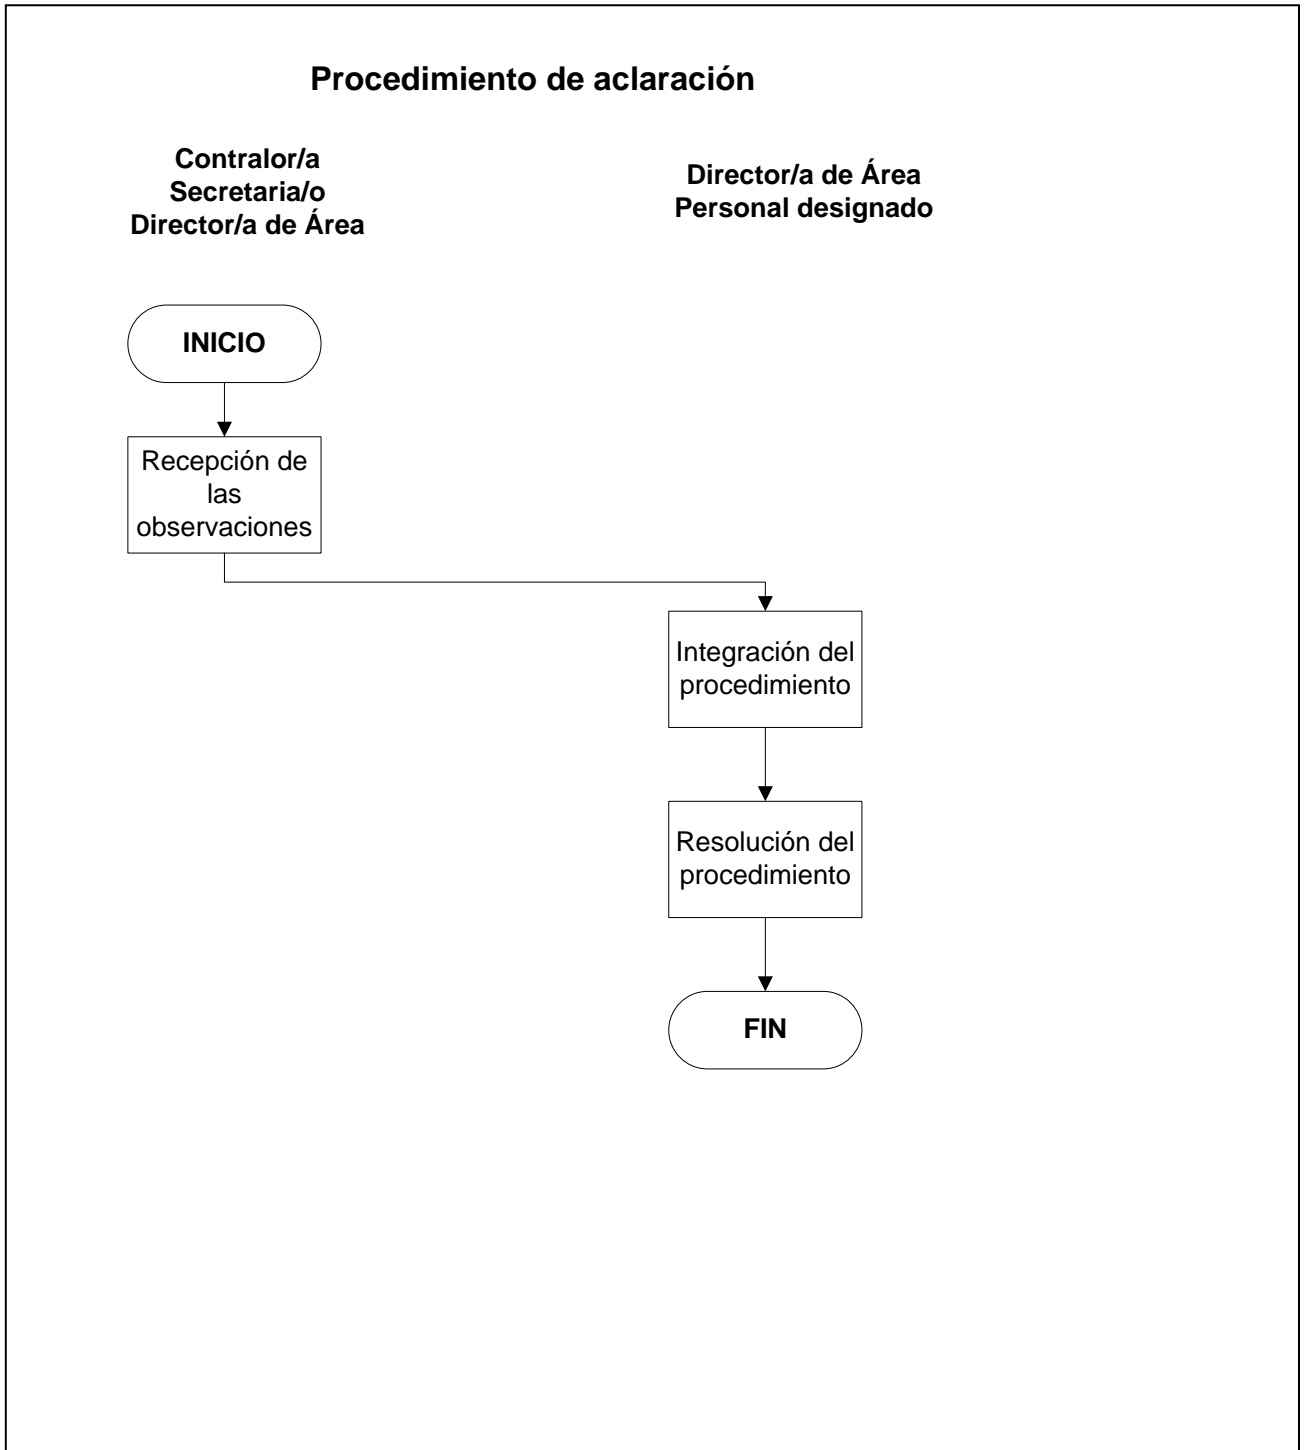 Procedimiento de aclaración
Contralor/a
Secretaria/o
Director/a de Área
Director/a de Área
Personal designado
INICIO
Recepción de
las
observaciones
Integración del
procedimiento
Resolución del
procedimiento
FIN